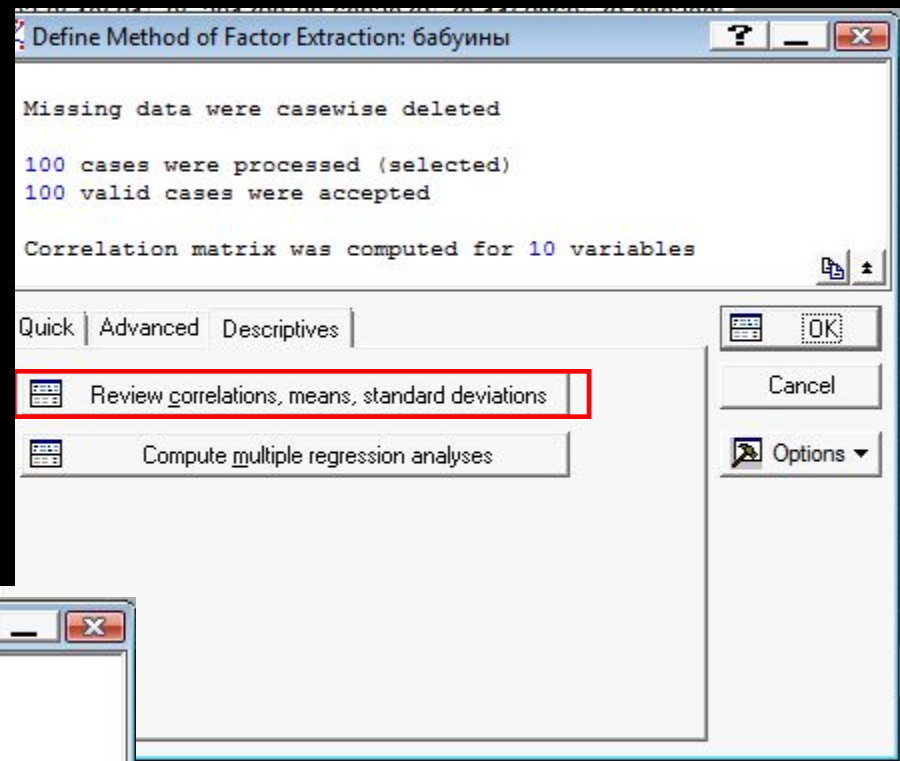 Define Method of Factor Extraction: бабуины
Missing data were casewise deleted
100 cases were processed (selected)
100 valid cases were accepted
Correlation matrix was computed for 10 variables
Quick Advanced Descriptives
OK
Review correlations, means, standard deviations
Cancel
Compute multiple regression analyses
Options